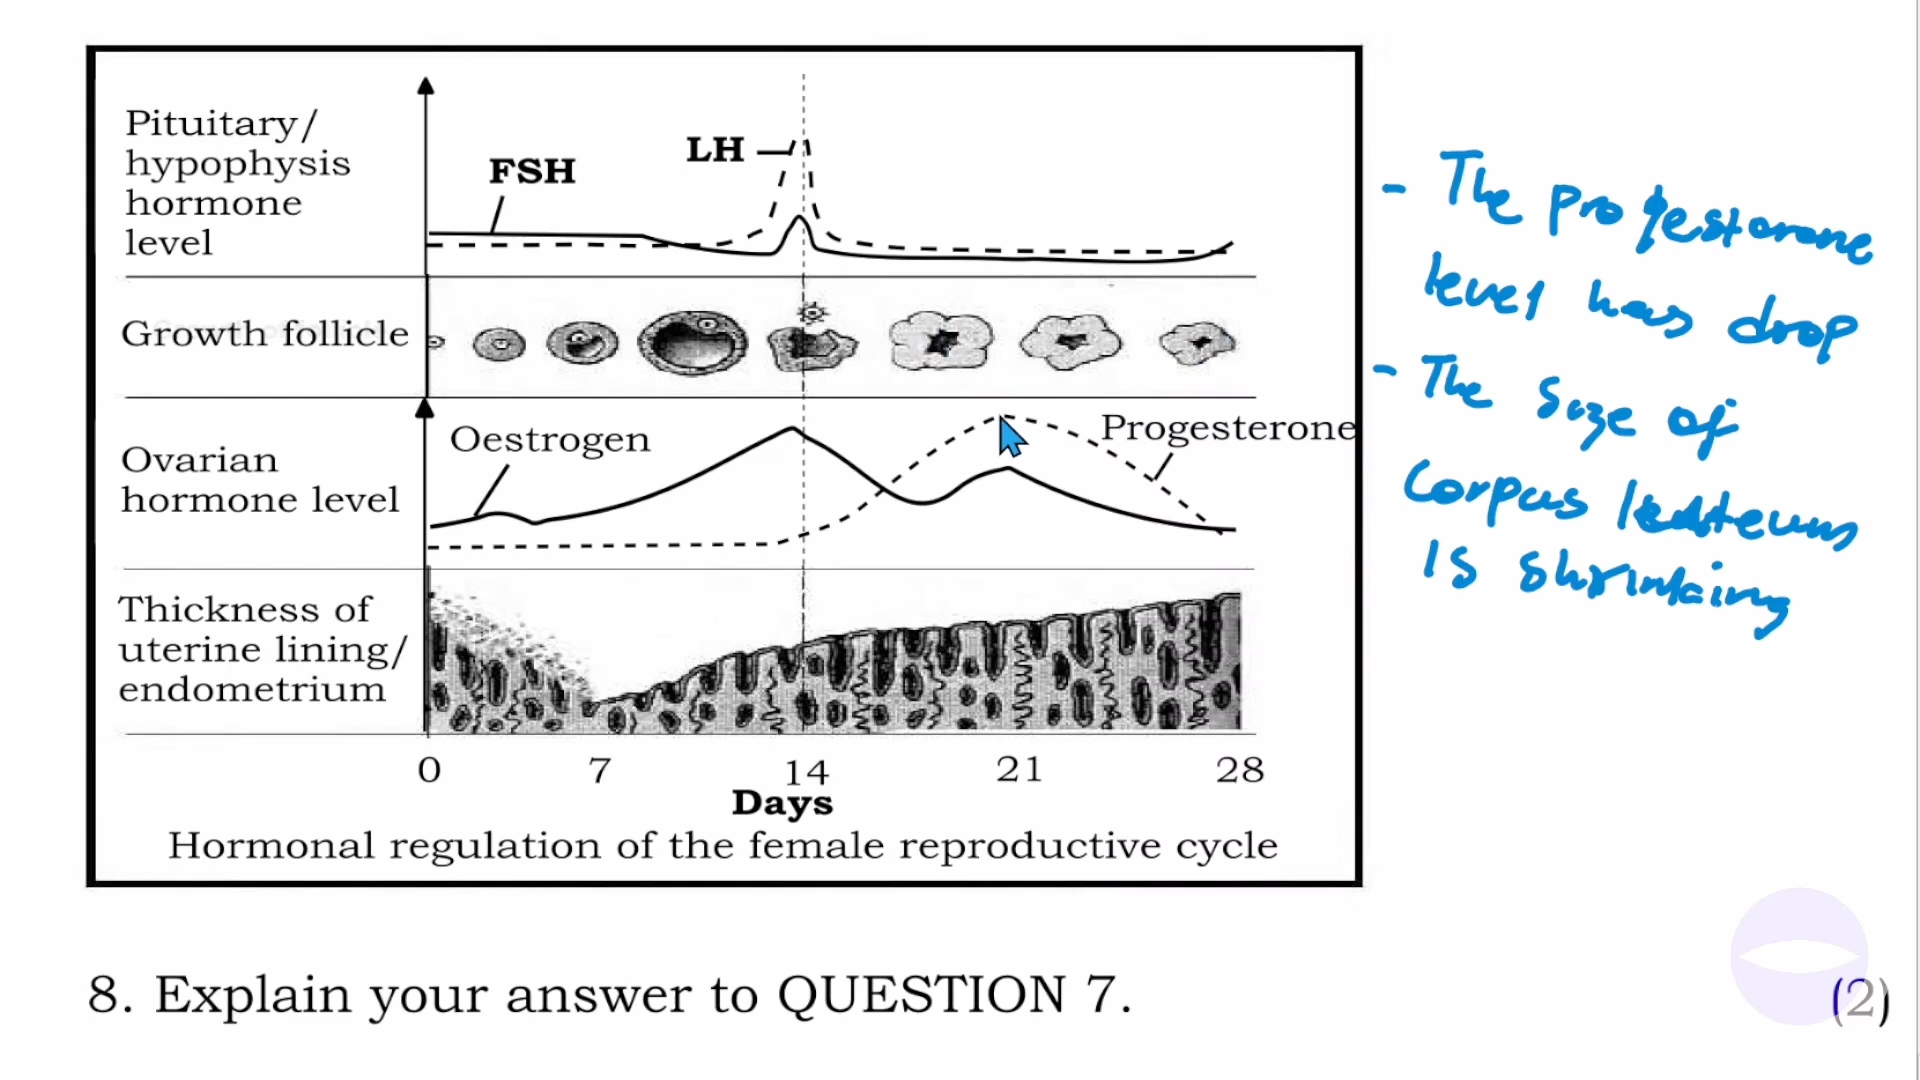 Pituitary/
hypophysis
hormone
level
FSH
LH
Growth follicle
Ovarian
hormone level
Oestrogen
Progesterone
Thickness of
uterine lining/
endometrium
0 7 14 21 28
Days
Hormonal regulation of the female reproductive cycle
- The progestorone
level has drop
- The size of
Corpus luteum
is shrinking
8. Explain your answer to QUESTION 7. (2)